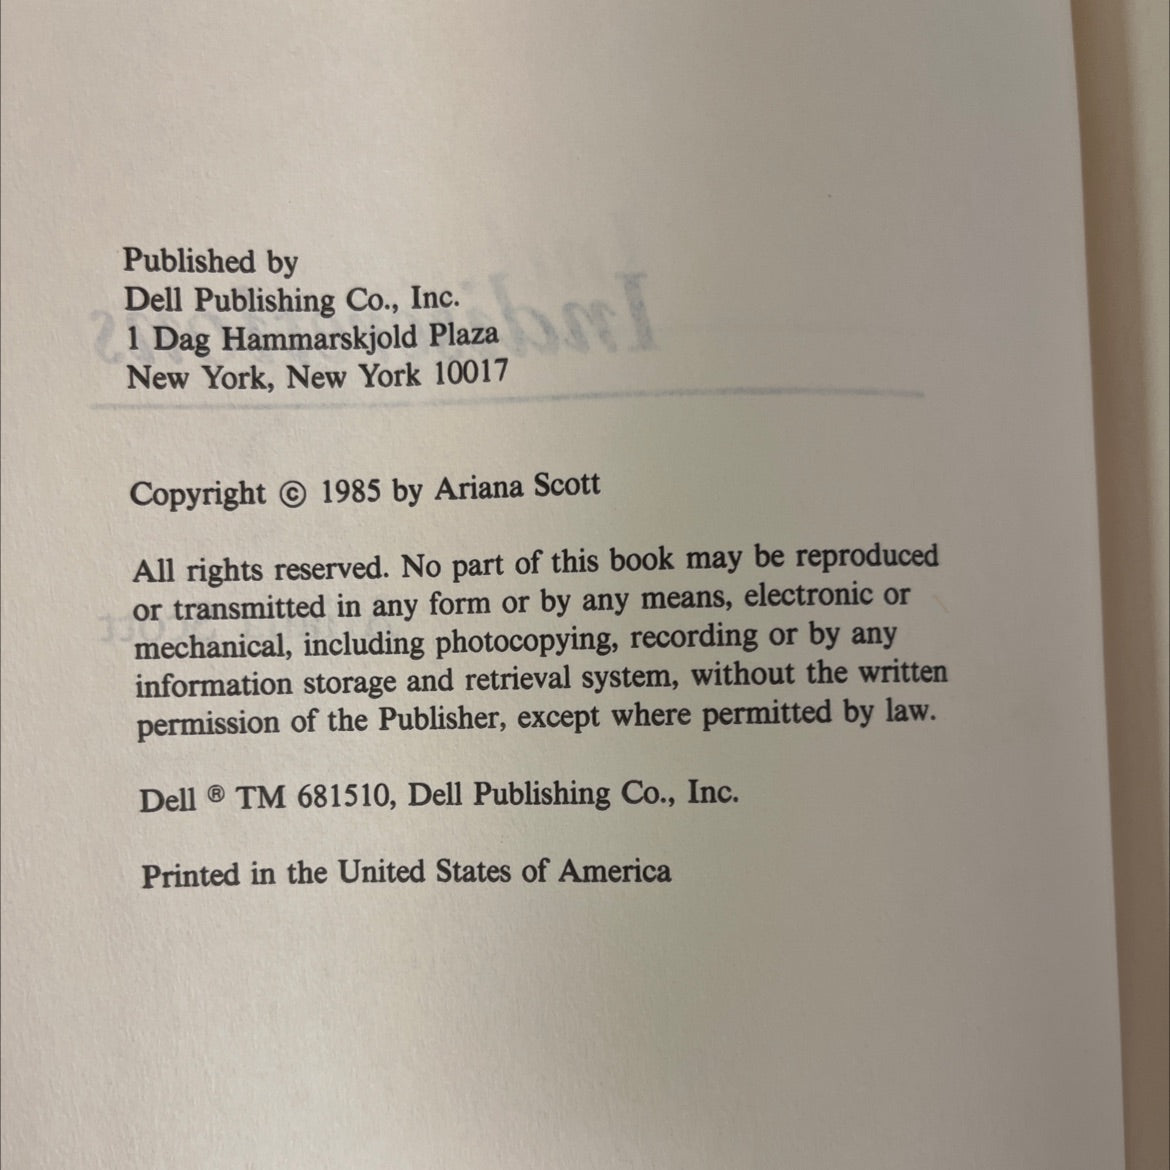 Published by
Dell Publishing Co., Inc.
1 Dag Hammarskjold Plaza
New York, New York 10017
Copyright © 1985 by Ariana Scott
All rights reserved. No part of this book may be reproduced
or transmitted in any form or by any means, electronic or
mechanical, including photocopying, recording or by any
information storage and retrieval system, without the written
permission of the Publisher, except where permitted by law.
Dell ® TM 681510, Dell Publishing Co., Inc.
Printed in the United States of America